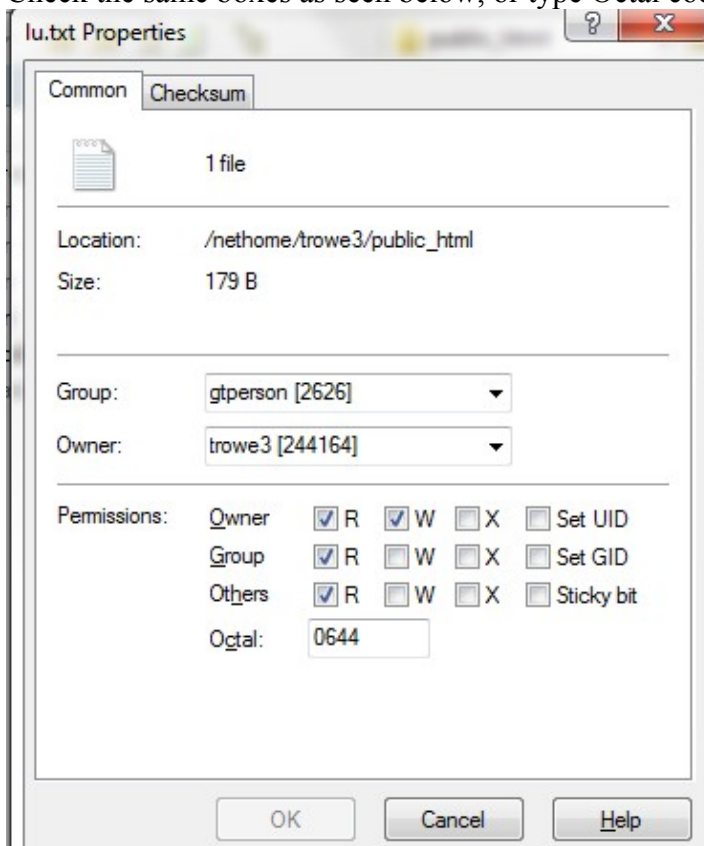 Check the same boxes as seen below, or type Octal co
lu.txt Properties
Common Checksum
1 file
Location: /nethome/trowe3/public_html
Size: 179 B
Group: gtperson [2626]
Owner: trowe3 [244164]
Permissions: Owner R W X Set UID
Group R W X Set GID
Others R W X Sticky bit
Octal: 0644
OK Cancel Help